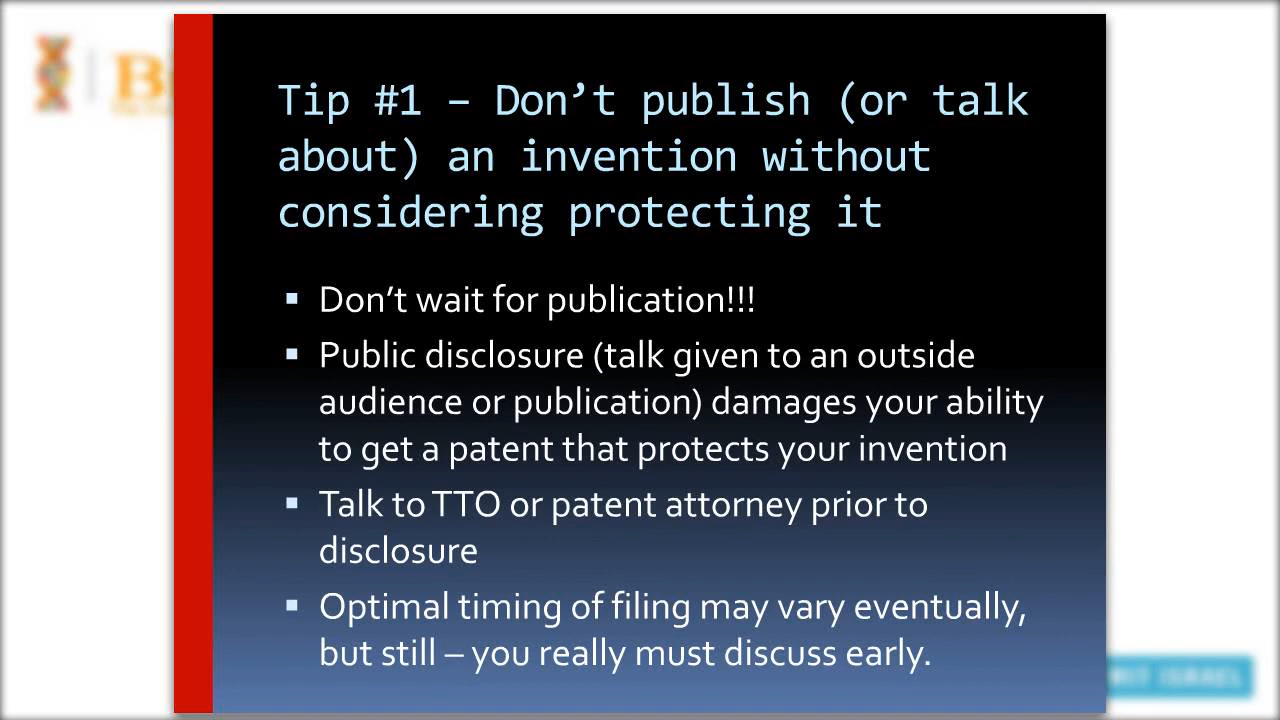 Tip #1 – Don’t publish (or talk
about) an invention without
considering protecting it
▪ Don’t wait for publication!!!
▪ Public disclosure (talk given to an outside
audience or publication) damages your ability
to get a patent that protects your invention
▪ Talk to TTO or patent attorney prior to
disclosure
▪ Optimal timing of filing may vary eventually,
but still – you really must discuss early.
ISRAEL